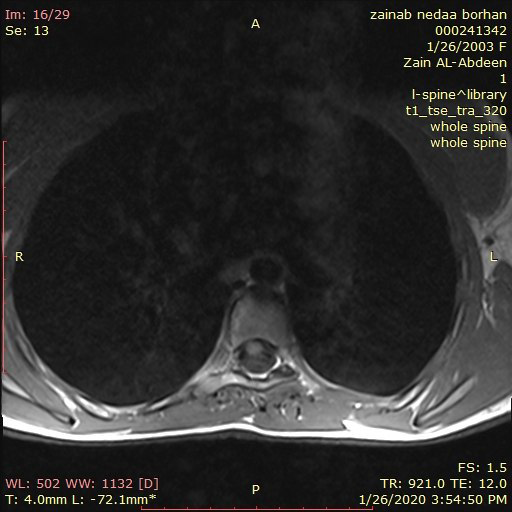 Im: 16/29
Se: 13
A
zainab nedaa borhan
000241342
1/26/2003 F
Zain AL-Abdeen
1
l-spine^library
t1_tse_tra_320
whole spine
whole spine
R
L
WL: 502 WW: 1132 [D]
T: 4.0mm L: -72.1mm*
P
FS: 1.5
TR: 921.0 TE: 12.0
1/26/2020 3:54:50 PM